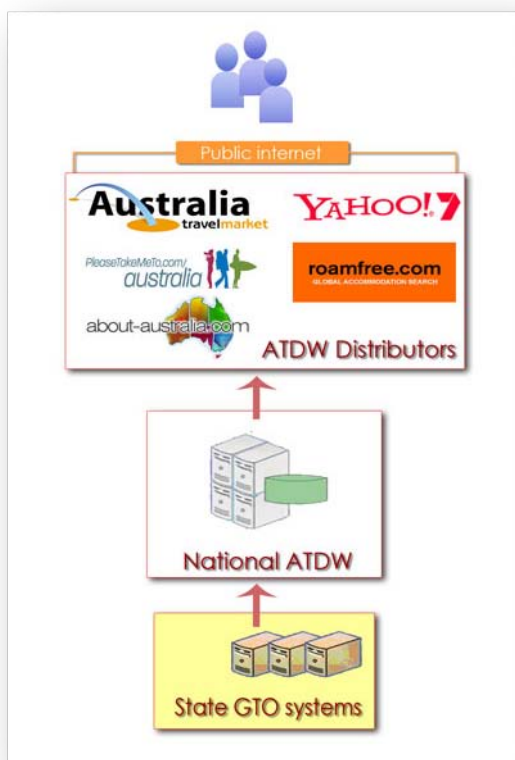 Public internet
Australia
travelmarket
YAHOO!7
PleaseTakeMeTo.com/
australia
roamfree.com
GLOBAL ACCOMMODATION SEARCH
about-australia.com
ATDW Distributors
National ATDW
State GTO systems